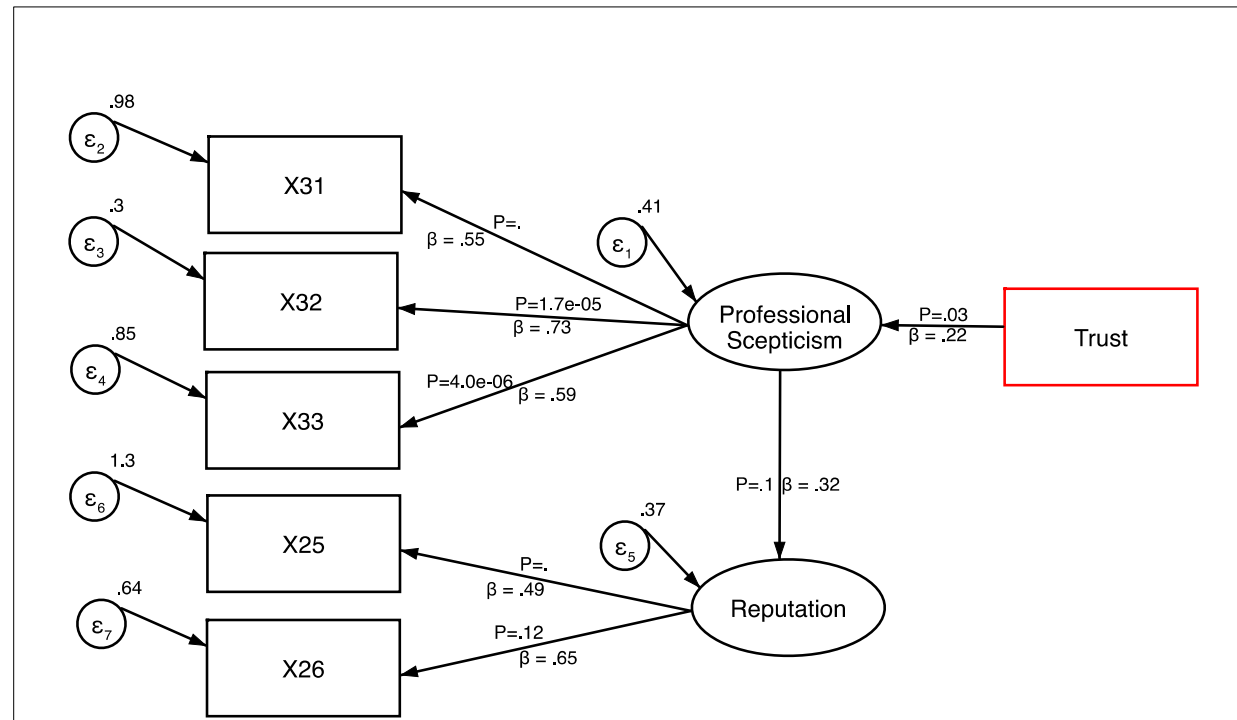 .98
ε2
X31
.3
ε3
X32
.85
ε4
X33
1.3
ε6
X25
.64
ε7
X26
P=.
β = .55
P=1.7e-05
β = .73
P=4.0e-06
β = .59
.41
ε1
Professional
Scepticism
P=.03
β = .22
Trust
P=.1 β = .32
.37
ε5
Reputation
P=.
β = .49
P=.12
β = .65